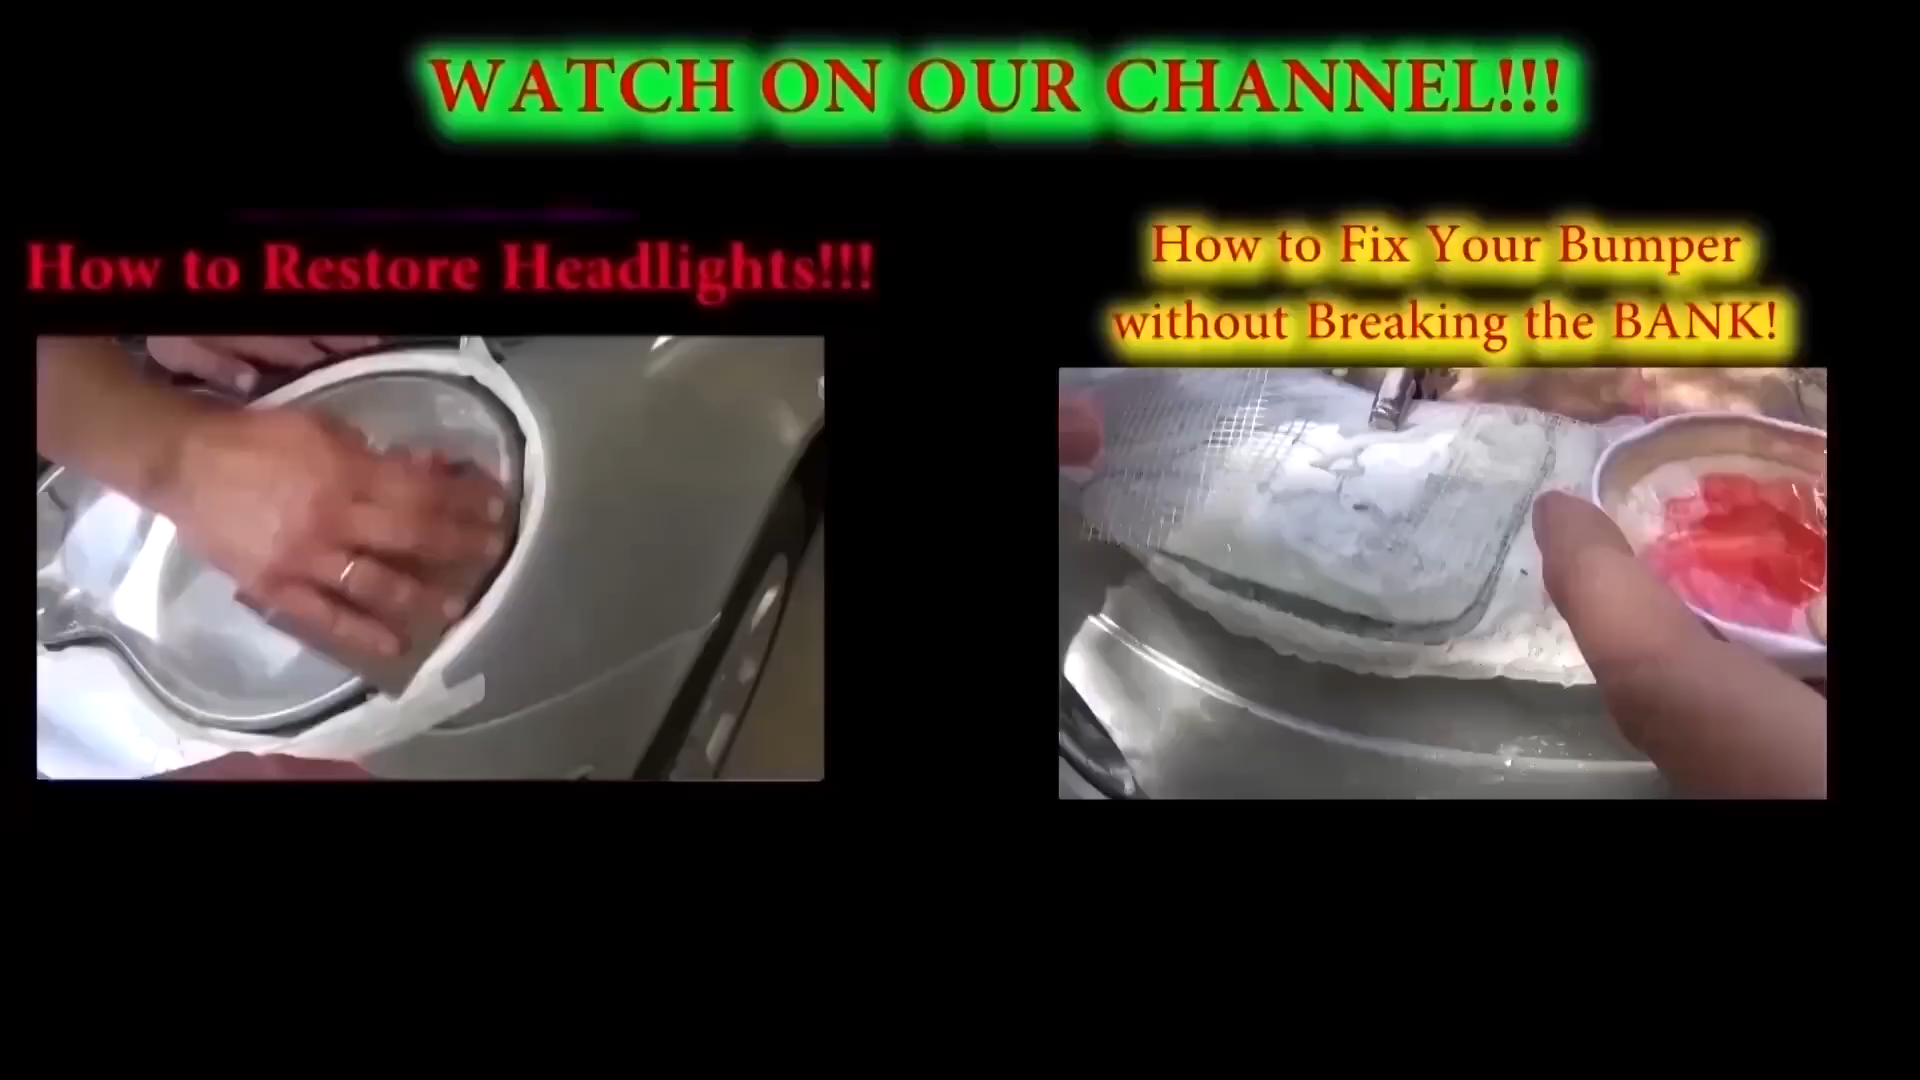 WATCH ON OUR CHANNEL!!!
How to Restore Headlights!!!
How to Fix Your Bumper
without Breaking the BANK!